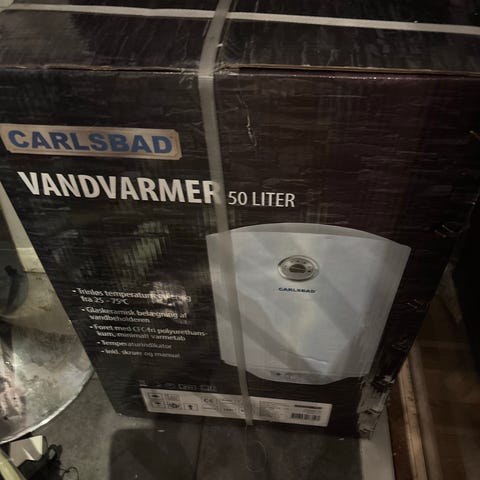 CARLSBAD
VANDVARMER 50 LITER
CARLSBAD
• Trinløs temperaturregulering
fra 25 - 75°C
• Glaskeramisk belægning af
vandbeholderen
• Foret med CFC-fri polyurethans-
kum, minimalt varmetab
• Temperaturindikator
• Inkl. skruer og manual